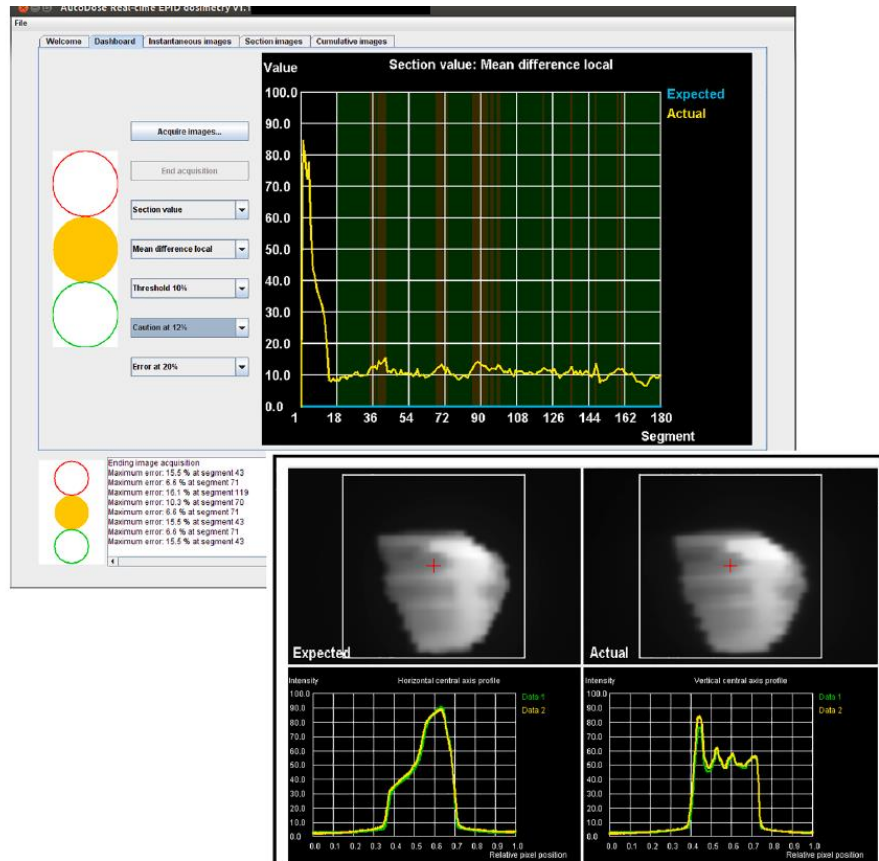 AutoDose Real-time EPID dosimetry v1.1
File
Welcome Dashboard Instantaneous images Section images Cumulative images
Acquire images...
End acquisition
Section value
Mean difference local
Threshold 10%
Caution at 12%
Error at 20%
Value Section value: Mean difference local
Expected
Actual
100.0
90.0
80.0
70.0
60.0
50.0
40.0
30.0
20.0
10.0
0.0
1 18 36 54 72 90 108 126 144 162 180
Segment
Ending image acquisition
Maximum error: 15.5 % at segment 43
Maximum error: 6.6 % at segment 71
Maximum error: 16.1 % at segment 119
Maximum error: 10.3 % at segment 70
Maximum error: 6.6 % at segment 71
Maximum error: 15.5 % at segment 43
Maximum error: 6.6 % at segment 71
Maximum error: 15.5 % at segment 43
Expected
Actual
Intensity Horizontal central axis profile
Data 1
Data 2
100.0
90.0
80.0
70.0
60.0
50.0
40.0
30.0
20.0
10.0
0.0
0.0 0.1 0.2 0.3 0.4 0.5 0.6 0.7 0.8 0.9 1.0
Relative pixel position
Intensity Vertical central axis profile
Data 1
Data 2
100.0
90.0
80.0
70.0
60.0
50.0
40.0
30.0
20.0
10.0
0.0
0.0 0.1 0.2 0.3 0.4 0.5 0.6 0.7 0.8 0.9 1.0
Relative pixel position